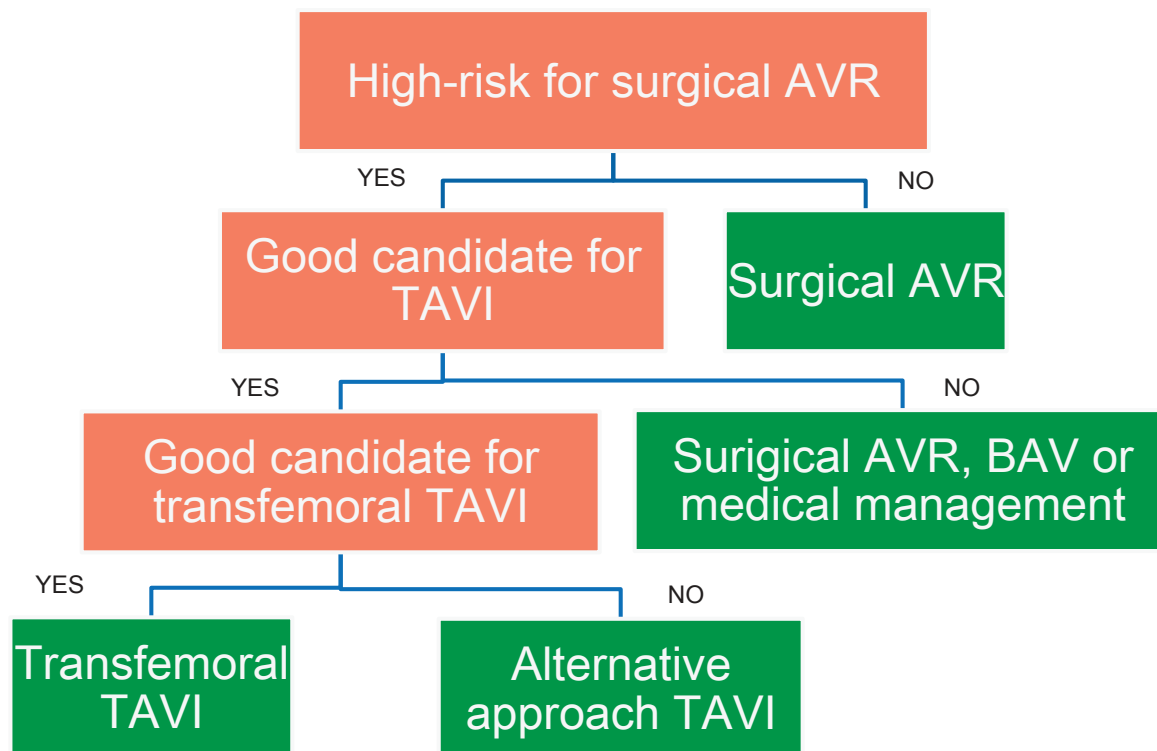 High-risk for surgical AVR
YES
NO
Good candidate for
TAVI
Surgical AVR
YES
NO
Good candidate for
transfemoral TAVI
Surigical AVR, BAV or
medical management
YES
NO
Transfemoral
TAVI
Alternative
approach TAVI